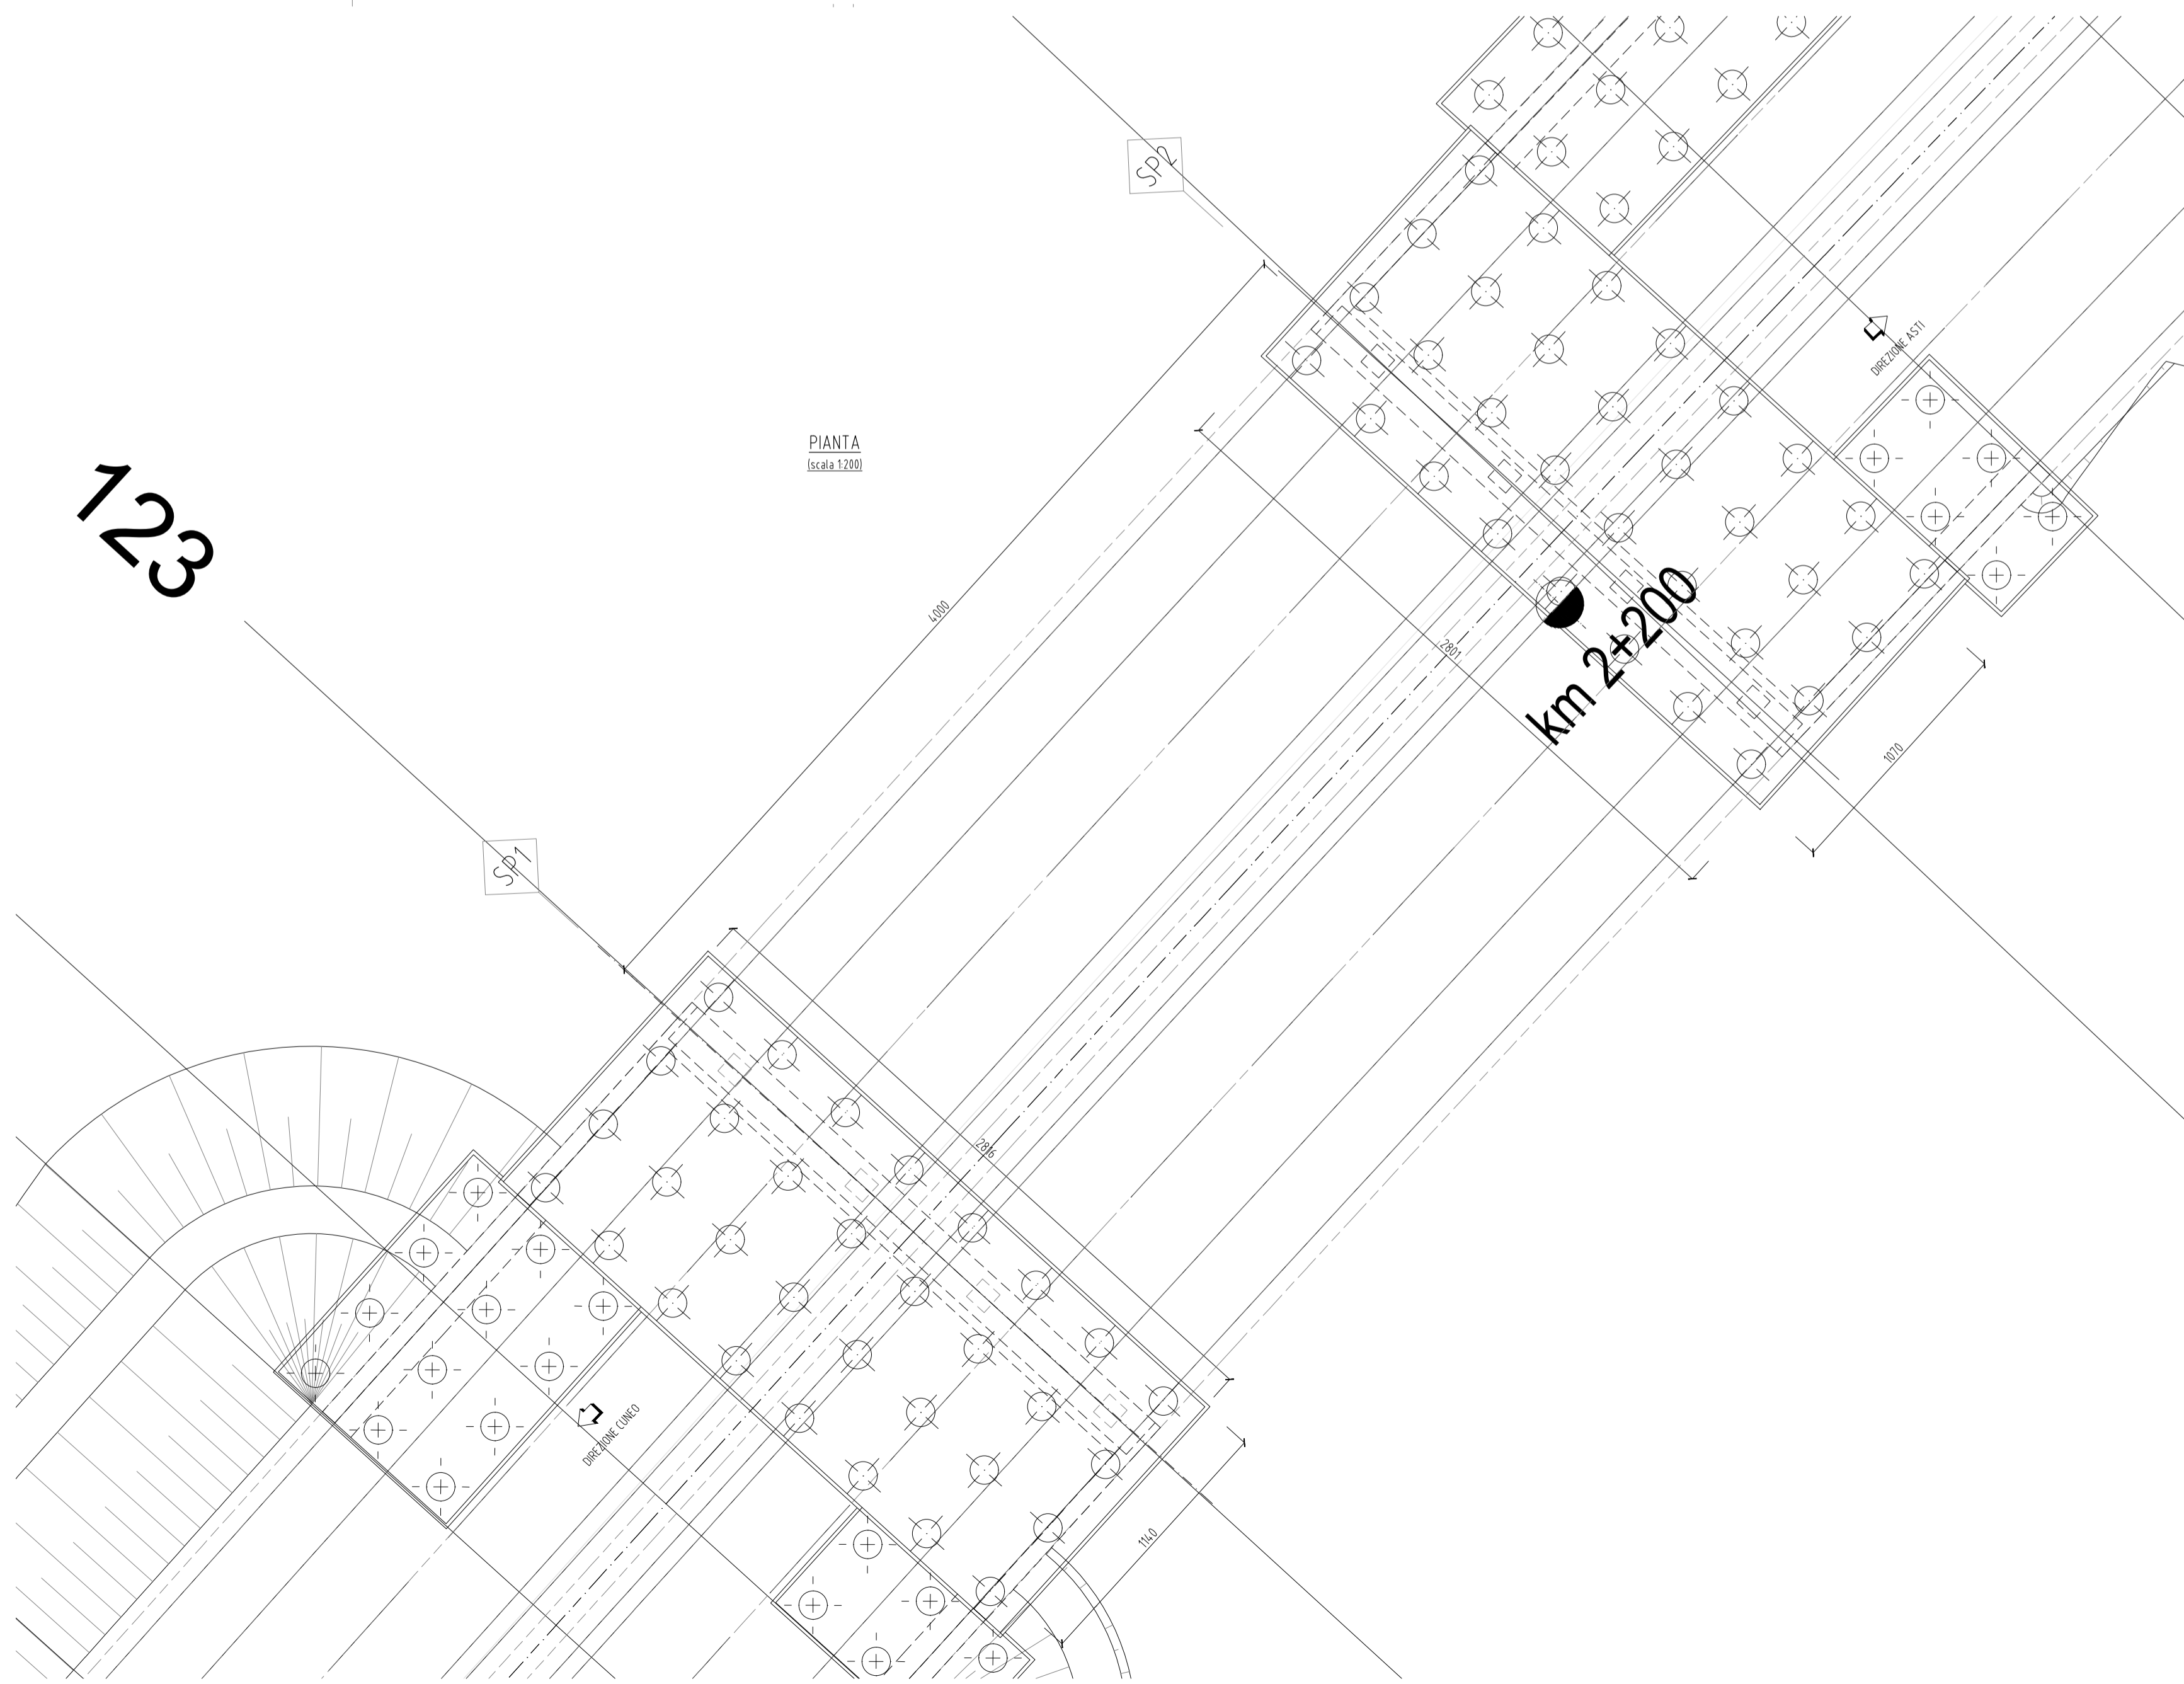 SP2
DIREZIONE ASTI
PIANTA
(scala 1:200)
123
4000
2801
km 2+200
1070
SP1
2816
DIREZIONE CUNEO
1140